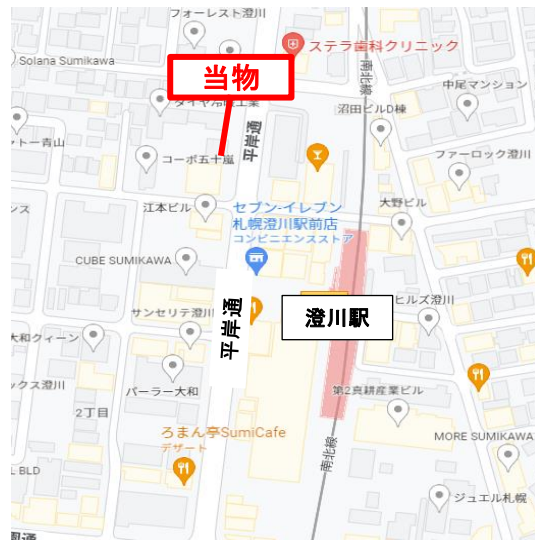 フォーレスト澄川
Solana Sumikawa
ステラ歯科クリニック
南北線
当物
中尾マンション
ダイヤ冷暖工業
沼田ビルD棟
平岸通
ャトー青山
コーポ五十嵐
ファーロック澄川
ンス
江本ビル
セブン-イレブン
札幌澄川駅前店
コンビニエンスストア
大野ビル
CUBE SUMIKAWA
平岸通
澄川駅
ヒルズ澄川
サンセリテ澄川
大和クィーン
ックス澄川
パーラー大和
第2真耕産業ビル
2丁目
ろまん亭SumiCafe
デザート
MORE SUMIKAWA
南北線
L BLD
ジュエル札幌